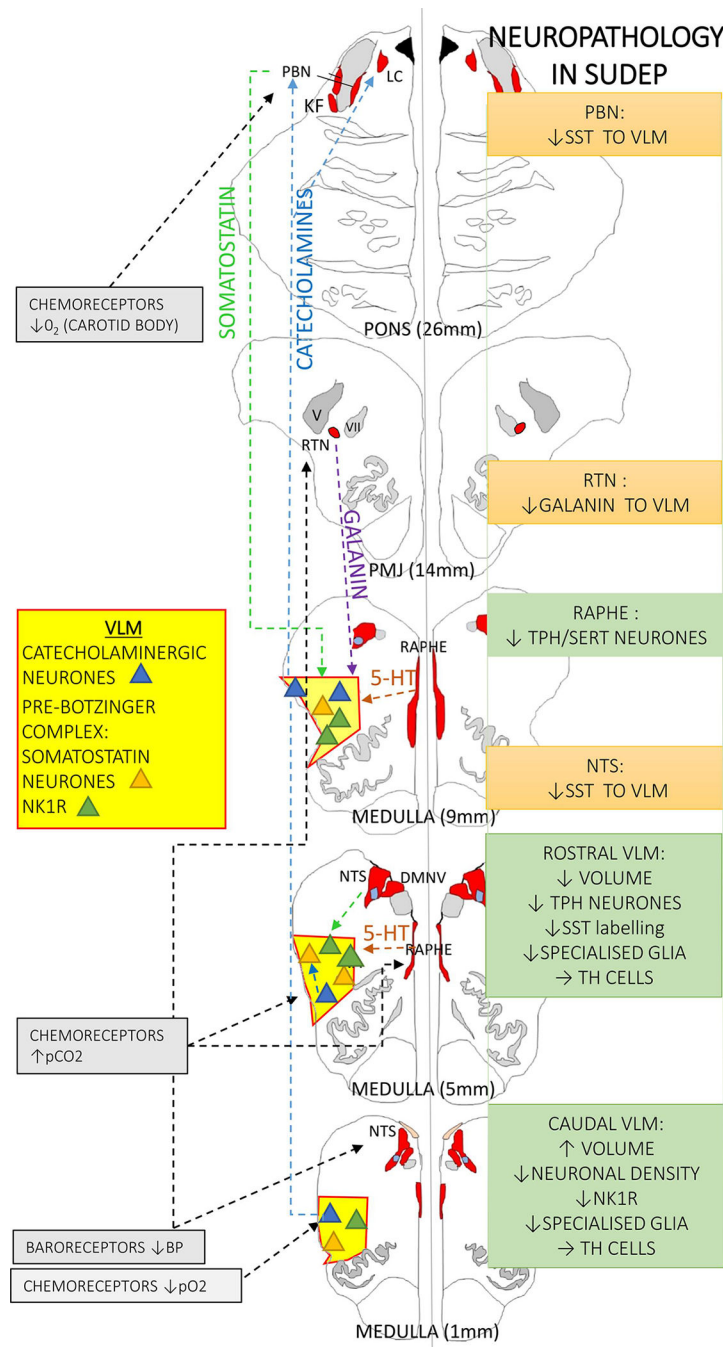 NEUROPATHOLOGY
IN SUDEP
PBN
LC
KF
PBN:
↓SST TO VLM
SOMATOSTATIN
CATECHOLAMINES
CHEMORECEPTORS
↓0₂ (CAROTID BODY)
PONS (26mm)
V
VII
RTN
RTN :
↓GALANIN TO VLM
GALANIN
PMJ (14mm)
RAPHE :
↓ TPH/SERT NEURONES
VLM
CATECHOLAMINERGIC
NEURONES
PRE-BOTZINGER
COMPLEX:
SOMATOSTATIN
NEURONES
NK1R
RAPHE
5-HT
NTS:
↓SST TO VLM
MEDULLA (9mm)
ROSTRAL VLM:
↓ VOLUME
↓ TPH NEURONES
↓SST labelling
↓SPECIALISED GLIA
→ TH CELLS
NTS
DMNV
5-HT
RAPHE
CHEMORECEPTORS
↑pCO2
MEDULLA (5mm)
CAUDAL VLM:
↑ VOLUME
↓NEURONAL DENSITY
↓NK1R
↓SPECIALISED GLIA
→ TH CELLS
NTS
BARORECEPTORS ↓BP
CHEMORECEPTORS ↓pO2
MEDULLA (1mm)